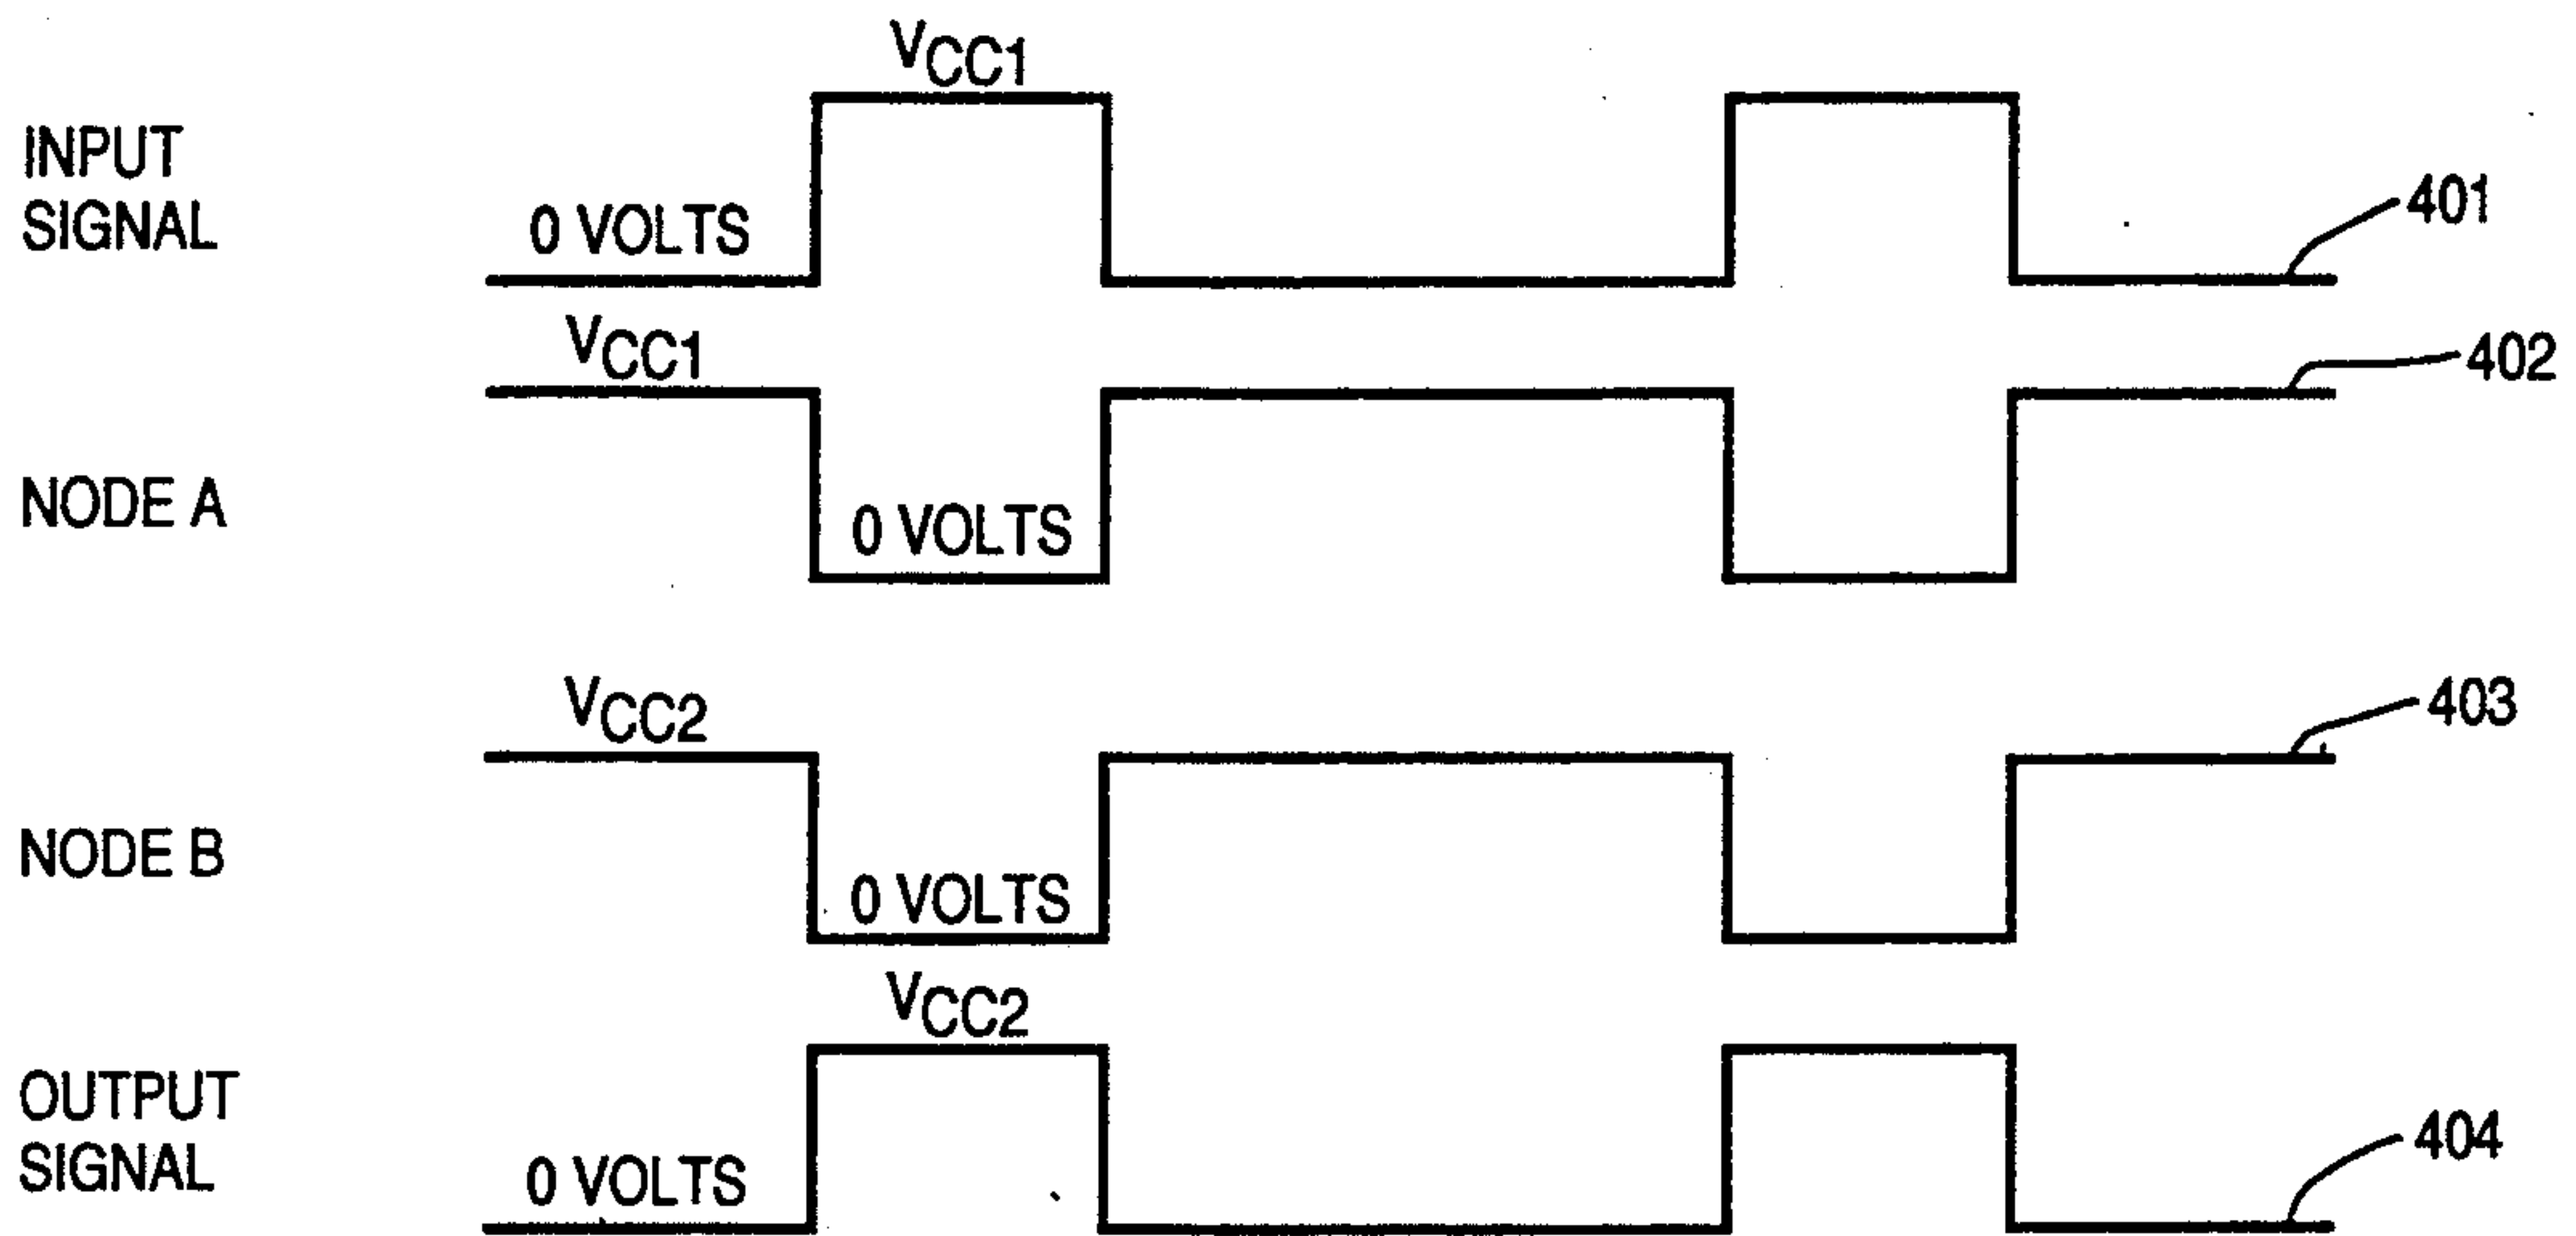 VCC1
INPUT
SIGNAL
0 VOLTS
401
VCC1
402
NODE A
0 VOLTS
VCC2
403
NODE B
0 VOLTS
VCC2
OUTPUT
SIGNAL
0 VOLTS
404